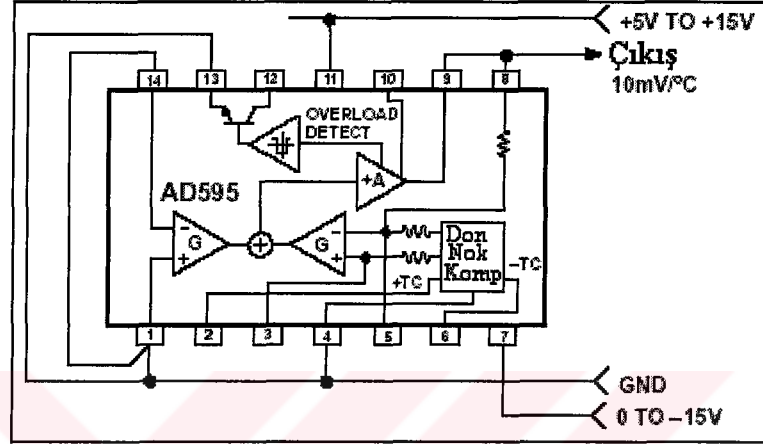 +5V TO +15V
Çıkış
10mV/°C
14 13 12 11 10 9 8
OVERLOAD
DETECT
+A
AD595
- G +
+
- G +
Don
Nok
Komp
+TC
-TC
1 2 3 4 5 6 7
GND
0 TO -15V